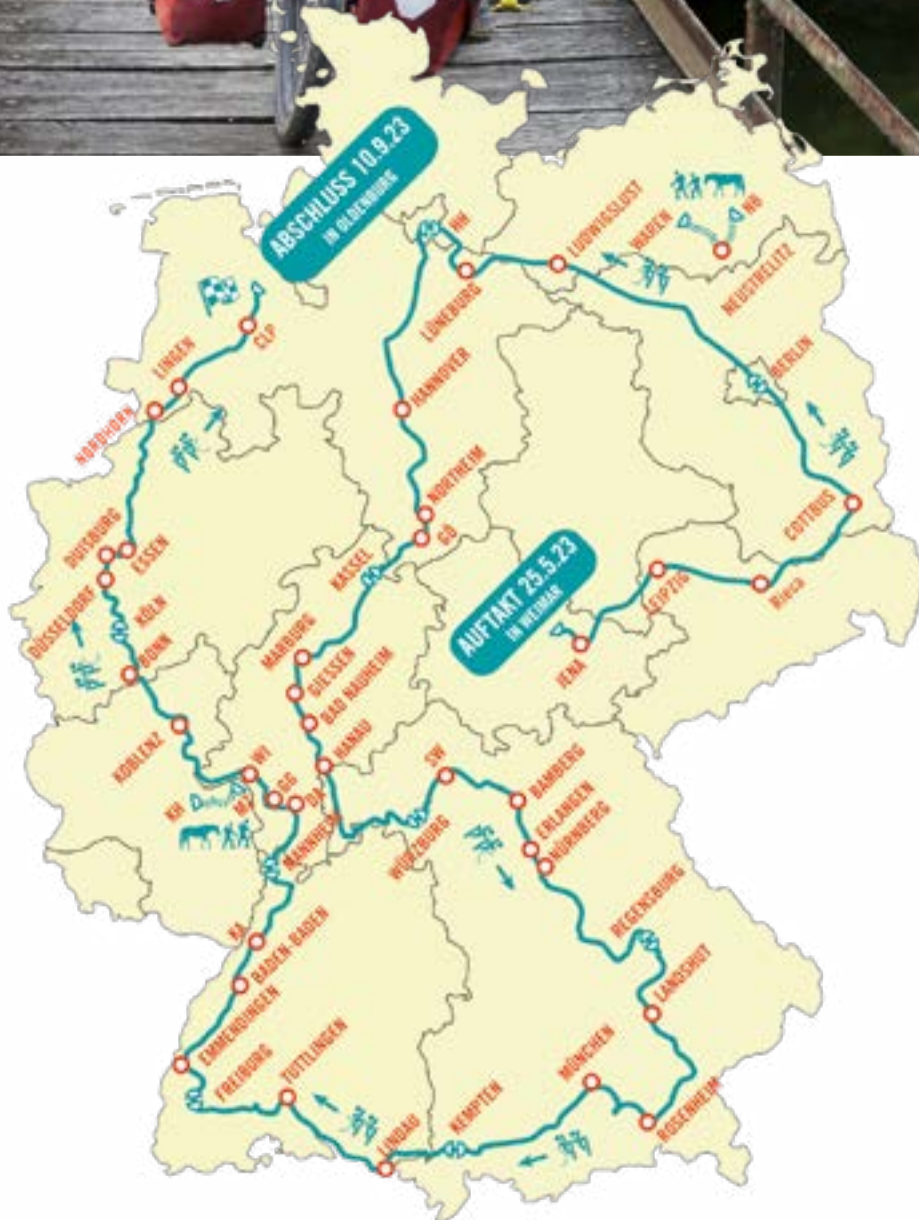 ABSCHLUSS 10.9.23
IN OLDENBURG
HH
LUDWIGSLUST
WAREN
NB
NEUSTRELITZ
LÜNEBURG
CLP
LINGEN
NORDHORN
HANNOVER
BERLIN
NORTHEIM
GÖ
COTTBUS
AUFTAKT 25.5.23
IN WEIMAR
KASSEL
DUISBURG
ESSEN
DÜSSELDORF
KÖLN
BONN
LEIPZIG
Riesa
JENA
MARBURG
GIESSEN
BAD NAUHEIM
HANAU
KOBLENZ
WI
GG
DA
KH
MZ
MANNHEIM
SW
BAMBERG
ERLANGEN
NÜRNBERG
WÜRZBURG
REGENSBURG
LANDSHUT
KA
BADEN-BADEN
EMMENDINGEN
FREIBURG
TUTTLINGEN
LINDAU
KEMPTEN
MÜNCHEN
ROSENHEIM